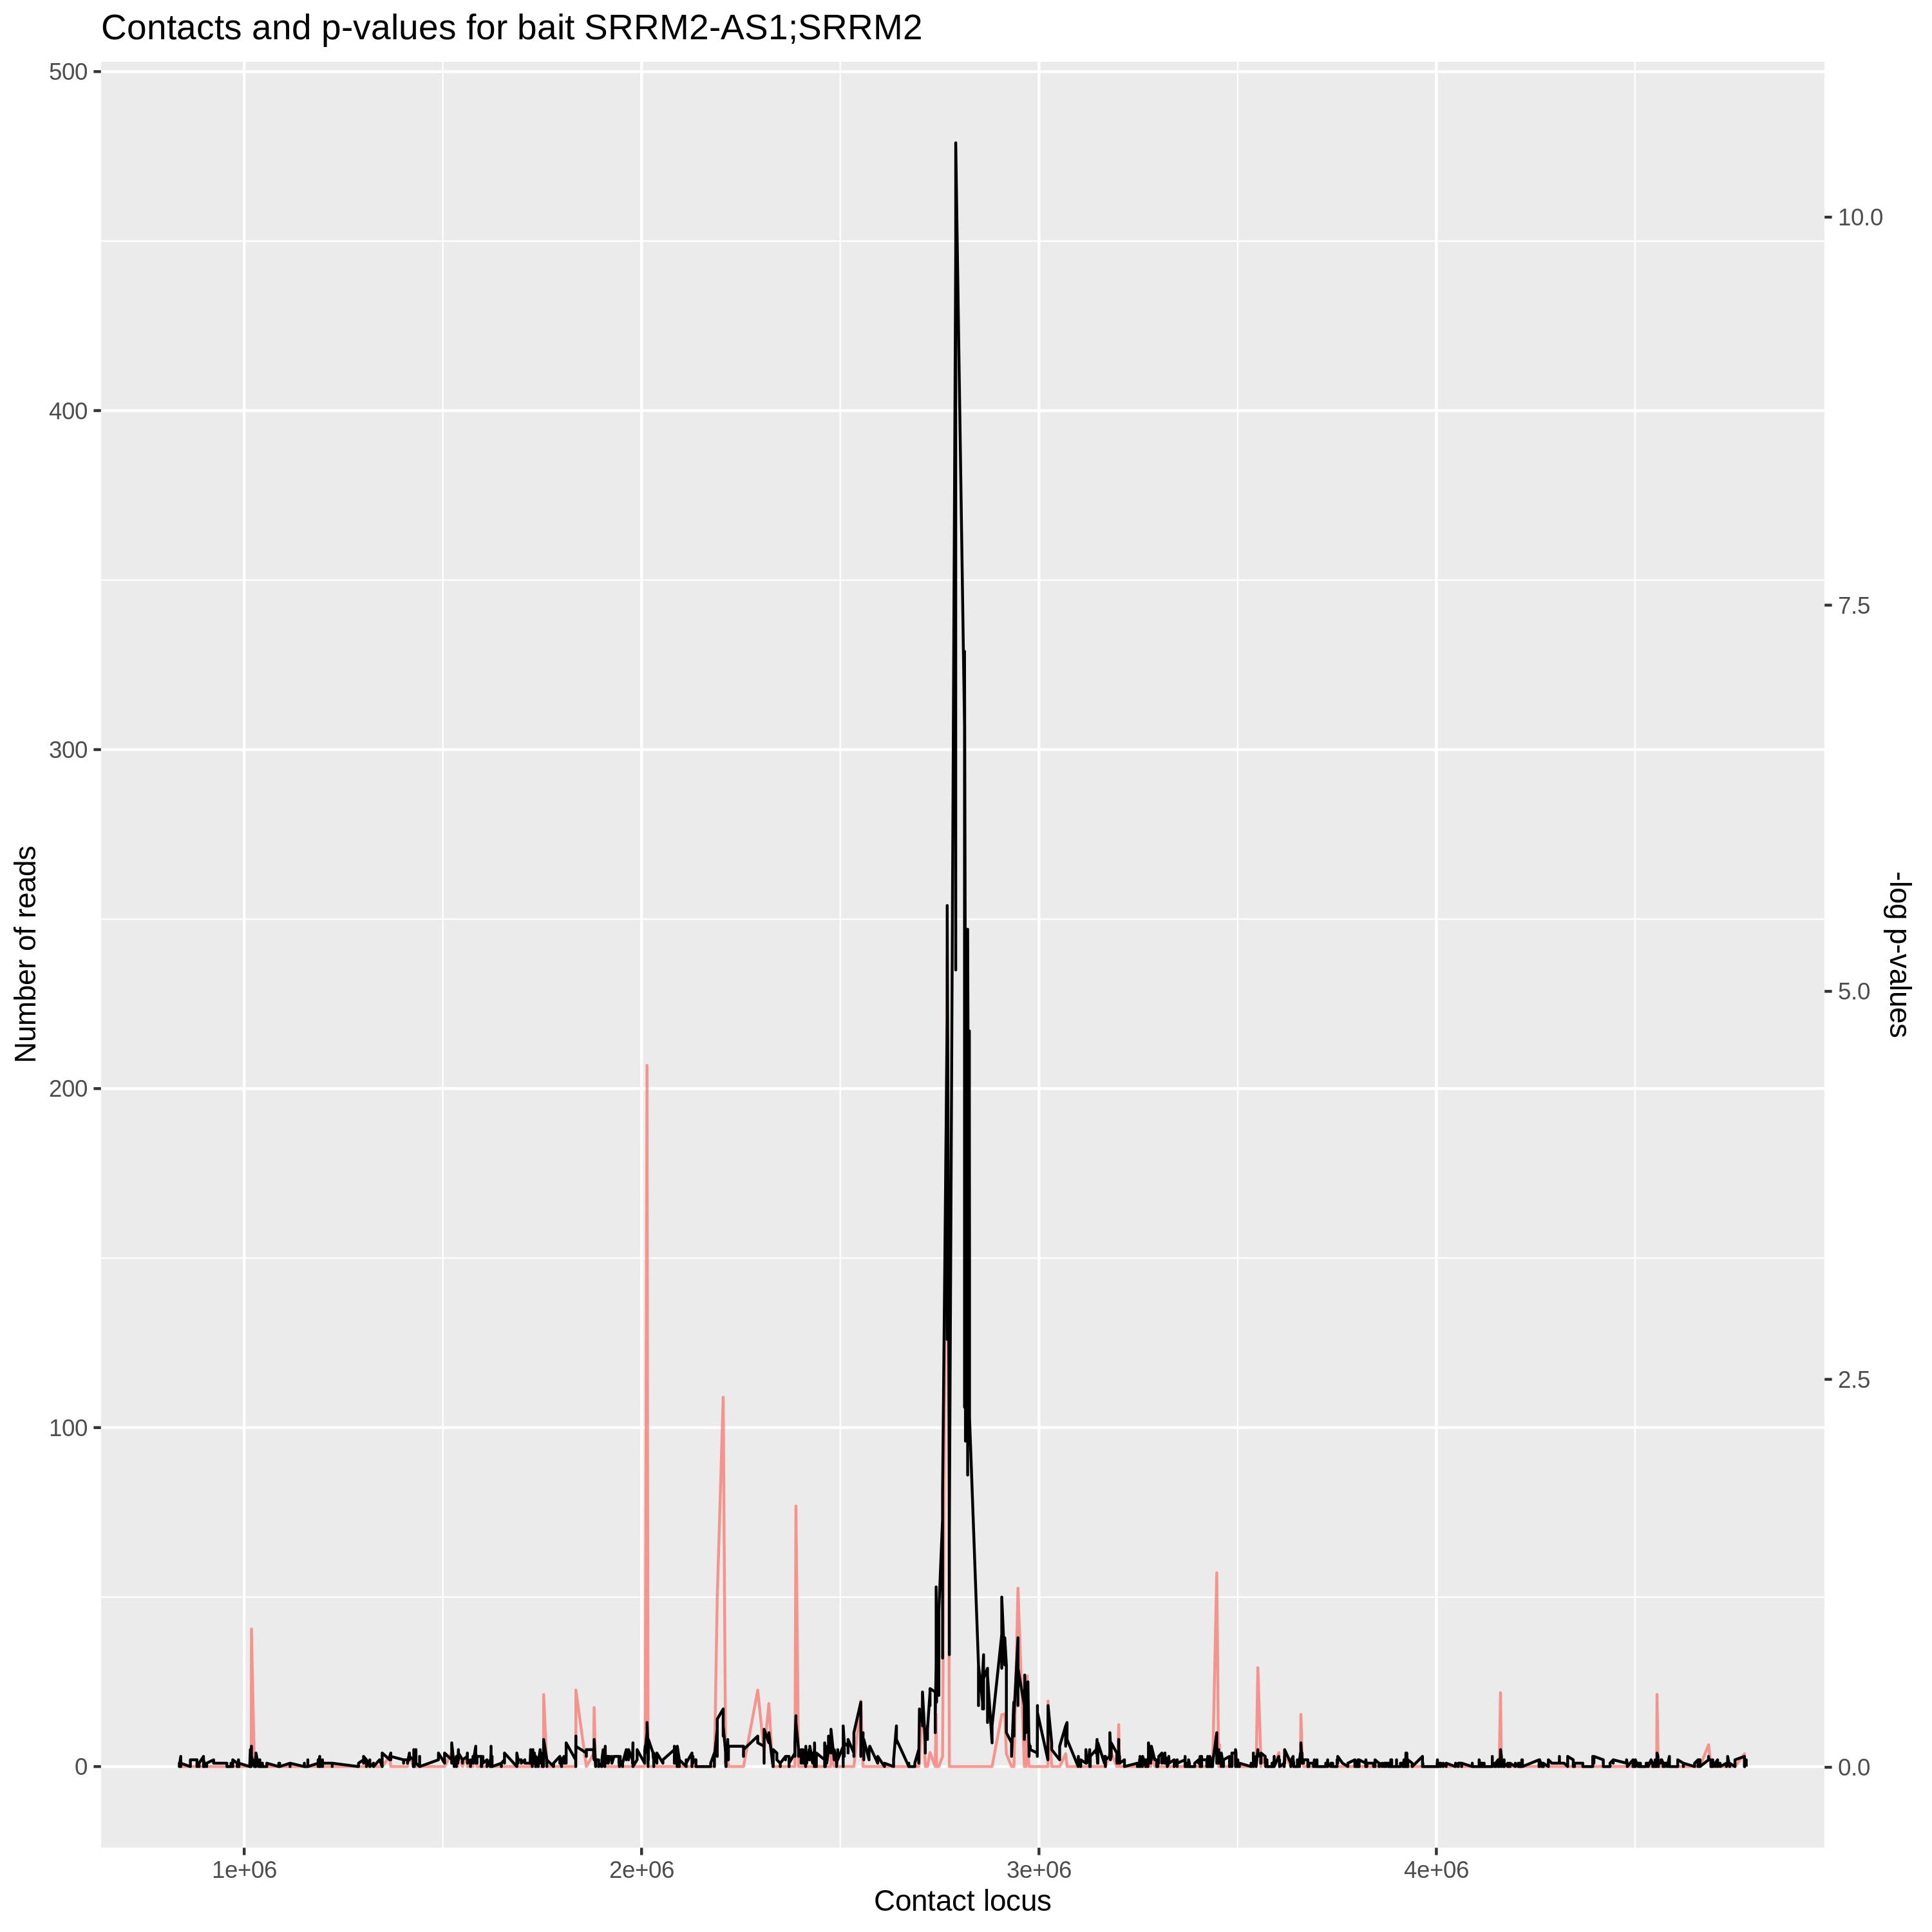 Contacts and p-values for bait SRRM2-AS1;SRRM2
500
400
300
200
100
0
Number of reads
10.0
7.5
5.0
2.5
0.0
-log p-values
1e+06
2e+06
3e+06
4e+06
Contact locus